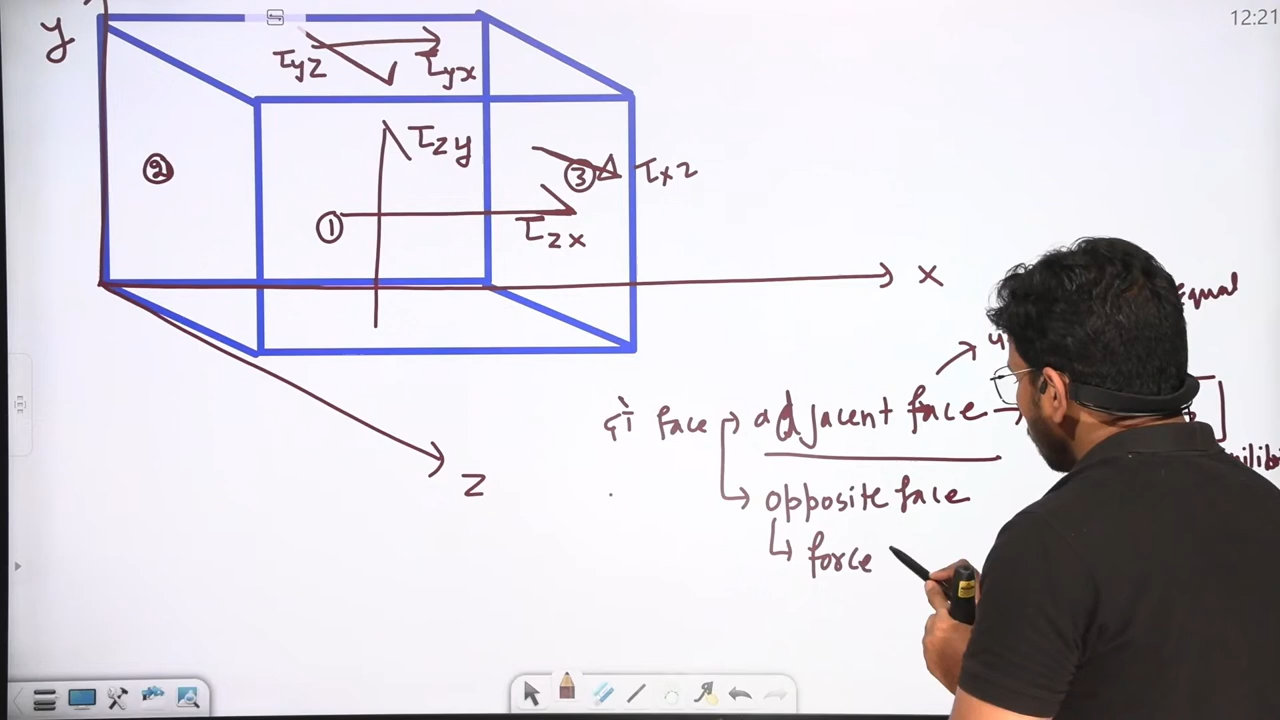 12:21
y
τyz
τyx
τzy
②
③
τxz
①
τzx
x
Equal
face → adjacent face →
z
opposite face
force